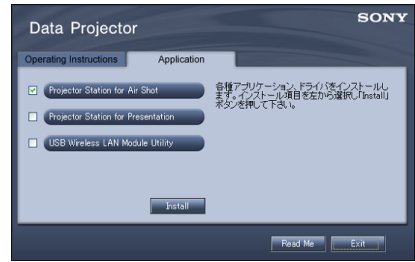 SONY
Data Projector
Operating Instructions
Application
Projector Station for Air Shot
Projector Station for Presentation
USB Wireless LAN Module Utility
各種アプリケーション、ドライバをインストールし
ます。インストール項目を左から選択し、「Install」
ボタンを押して下さい。
Install
Read Me
Exit